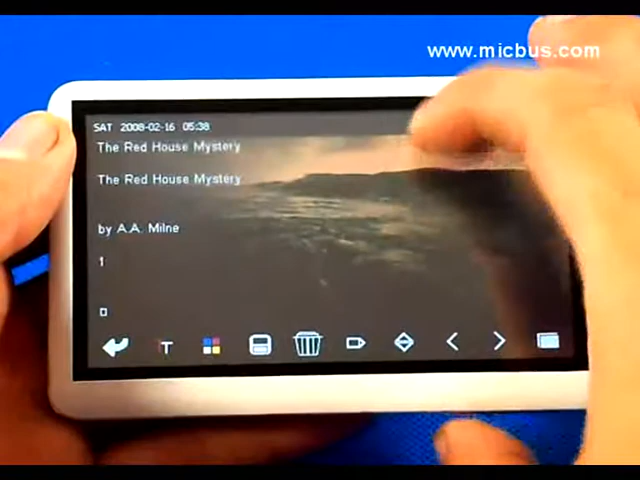 www.micbus.com
SAT 2008-02-16 05:38
The Red House Mystery
The Red House Mystery
by A.A. Milne
1
T